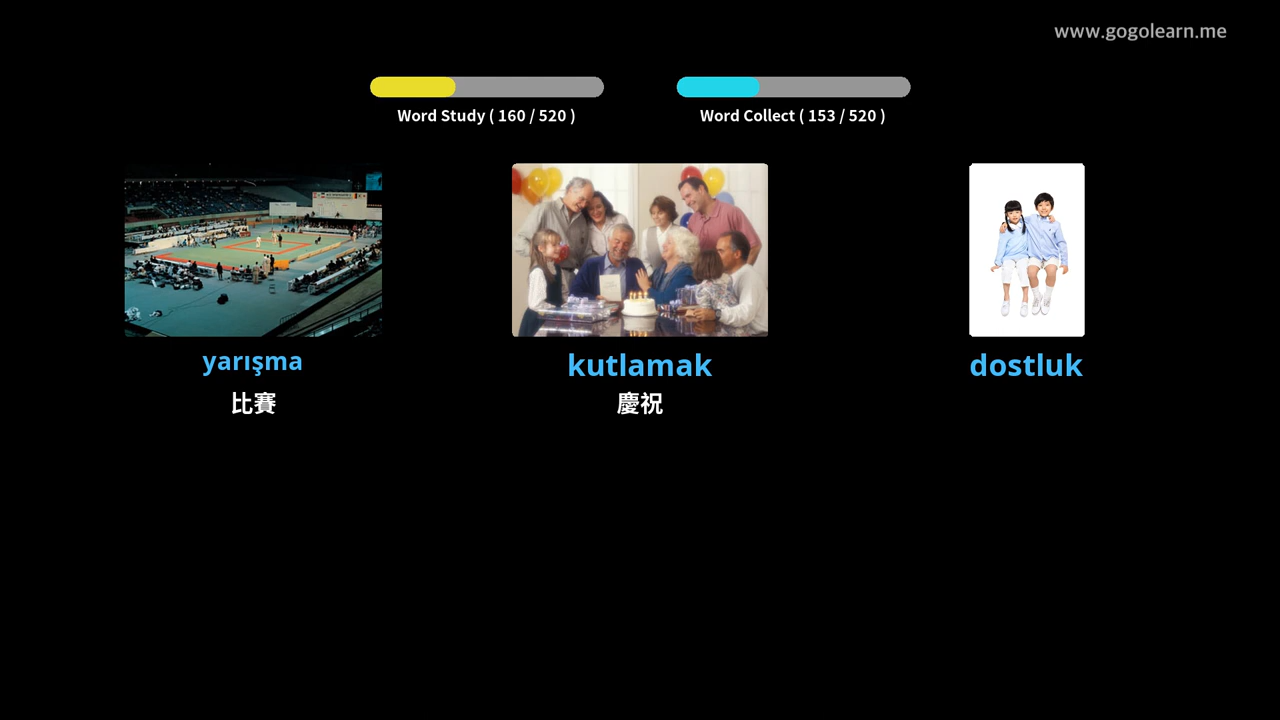 www.gogolearn.me
Word Study ( 160 / 520 )
Word Collect ( 153 / 520 )
yarışma
kutlamak
dostluk
比賽
慶祝